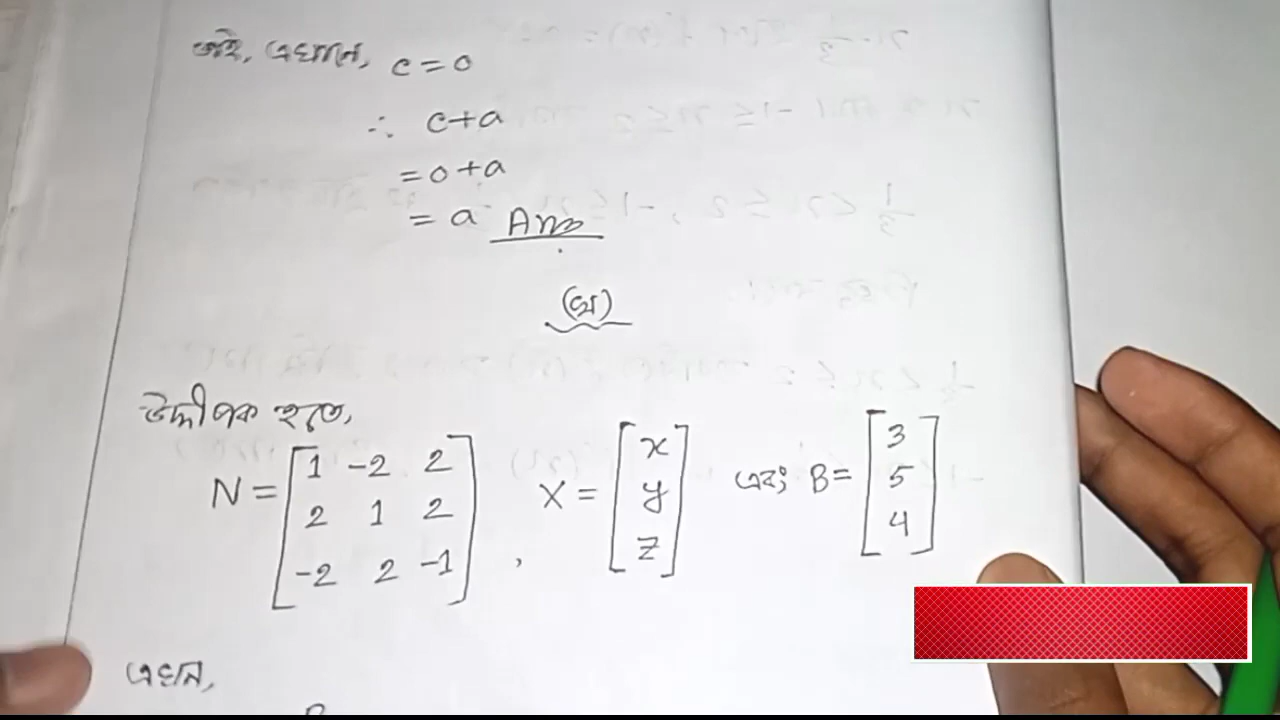 তাই, এখানে, c = 0
∴ c+a
= 0 + a
= a Ans
(খ)
উদ্দীপক হতে,
N = [1 -2 2
2 1 2
-2 2 -1] , X = [x
y
z] এবং B = [3
5
4]
এখন,